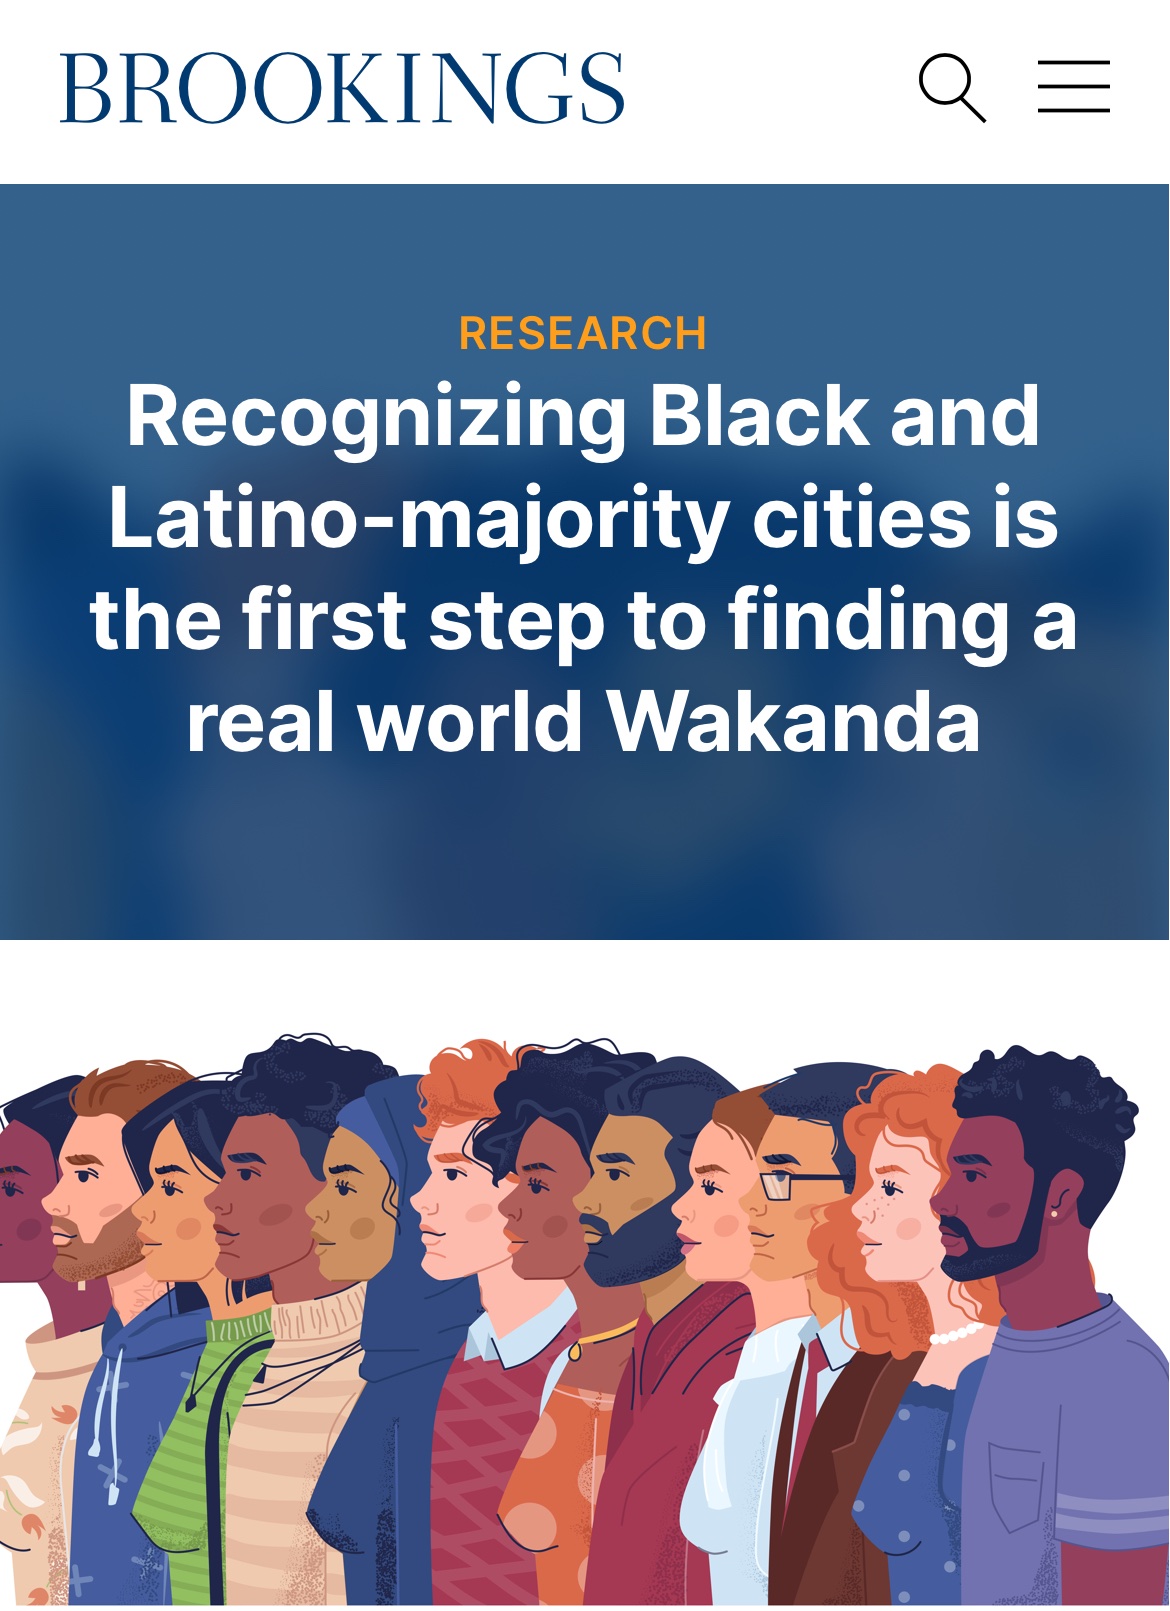 BROOKINGS
RESEARCH
Recognizing Black and
Latino-majority cities is
the first step to finding a
real world Wakanda